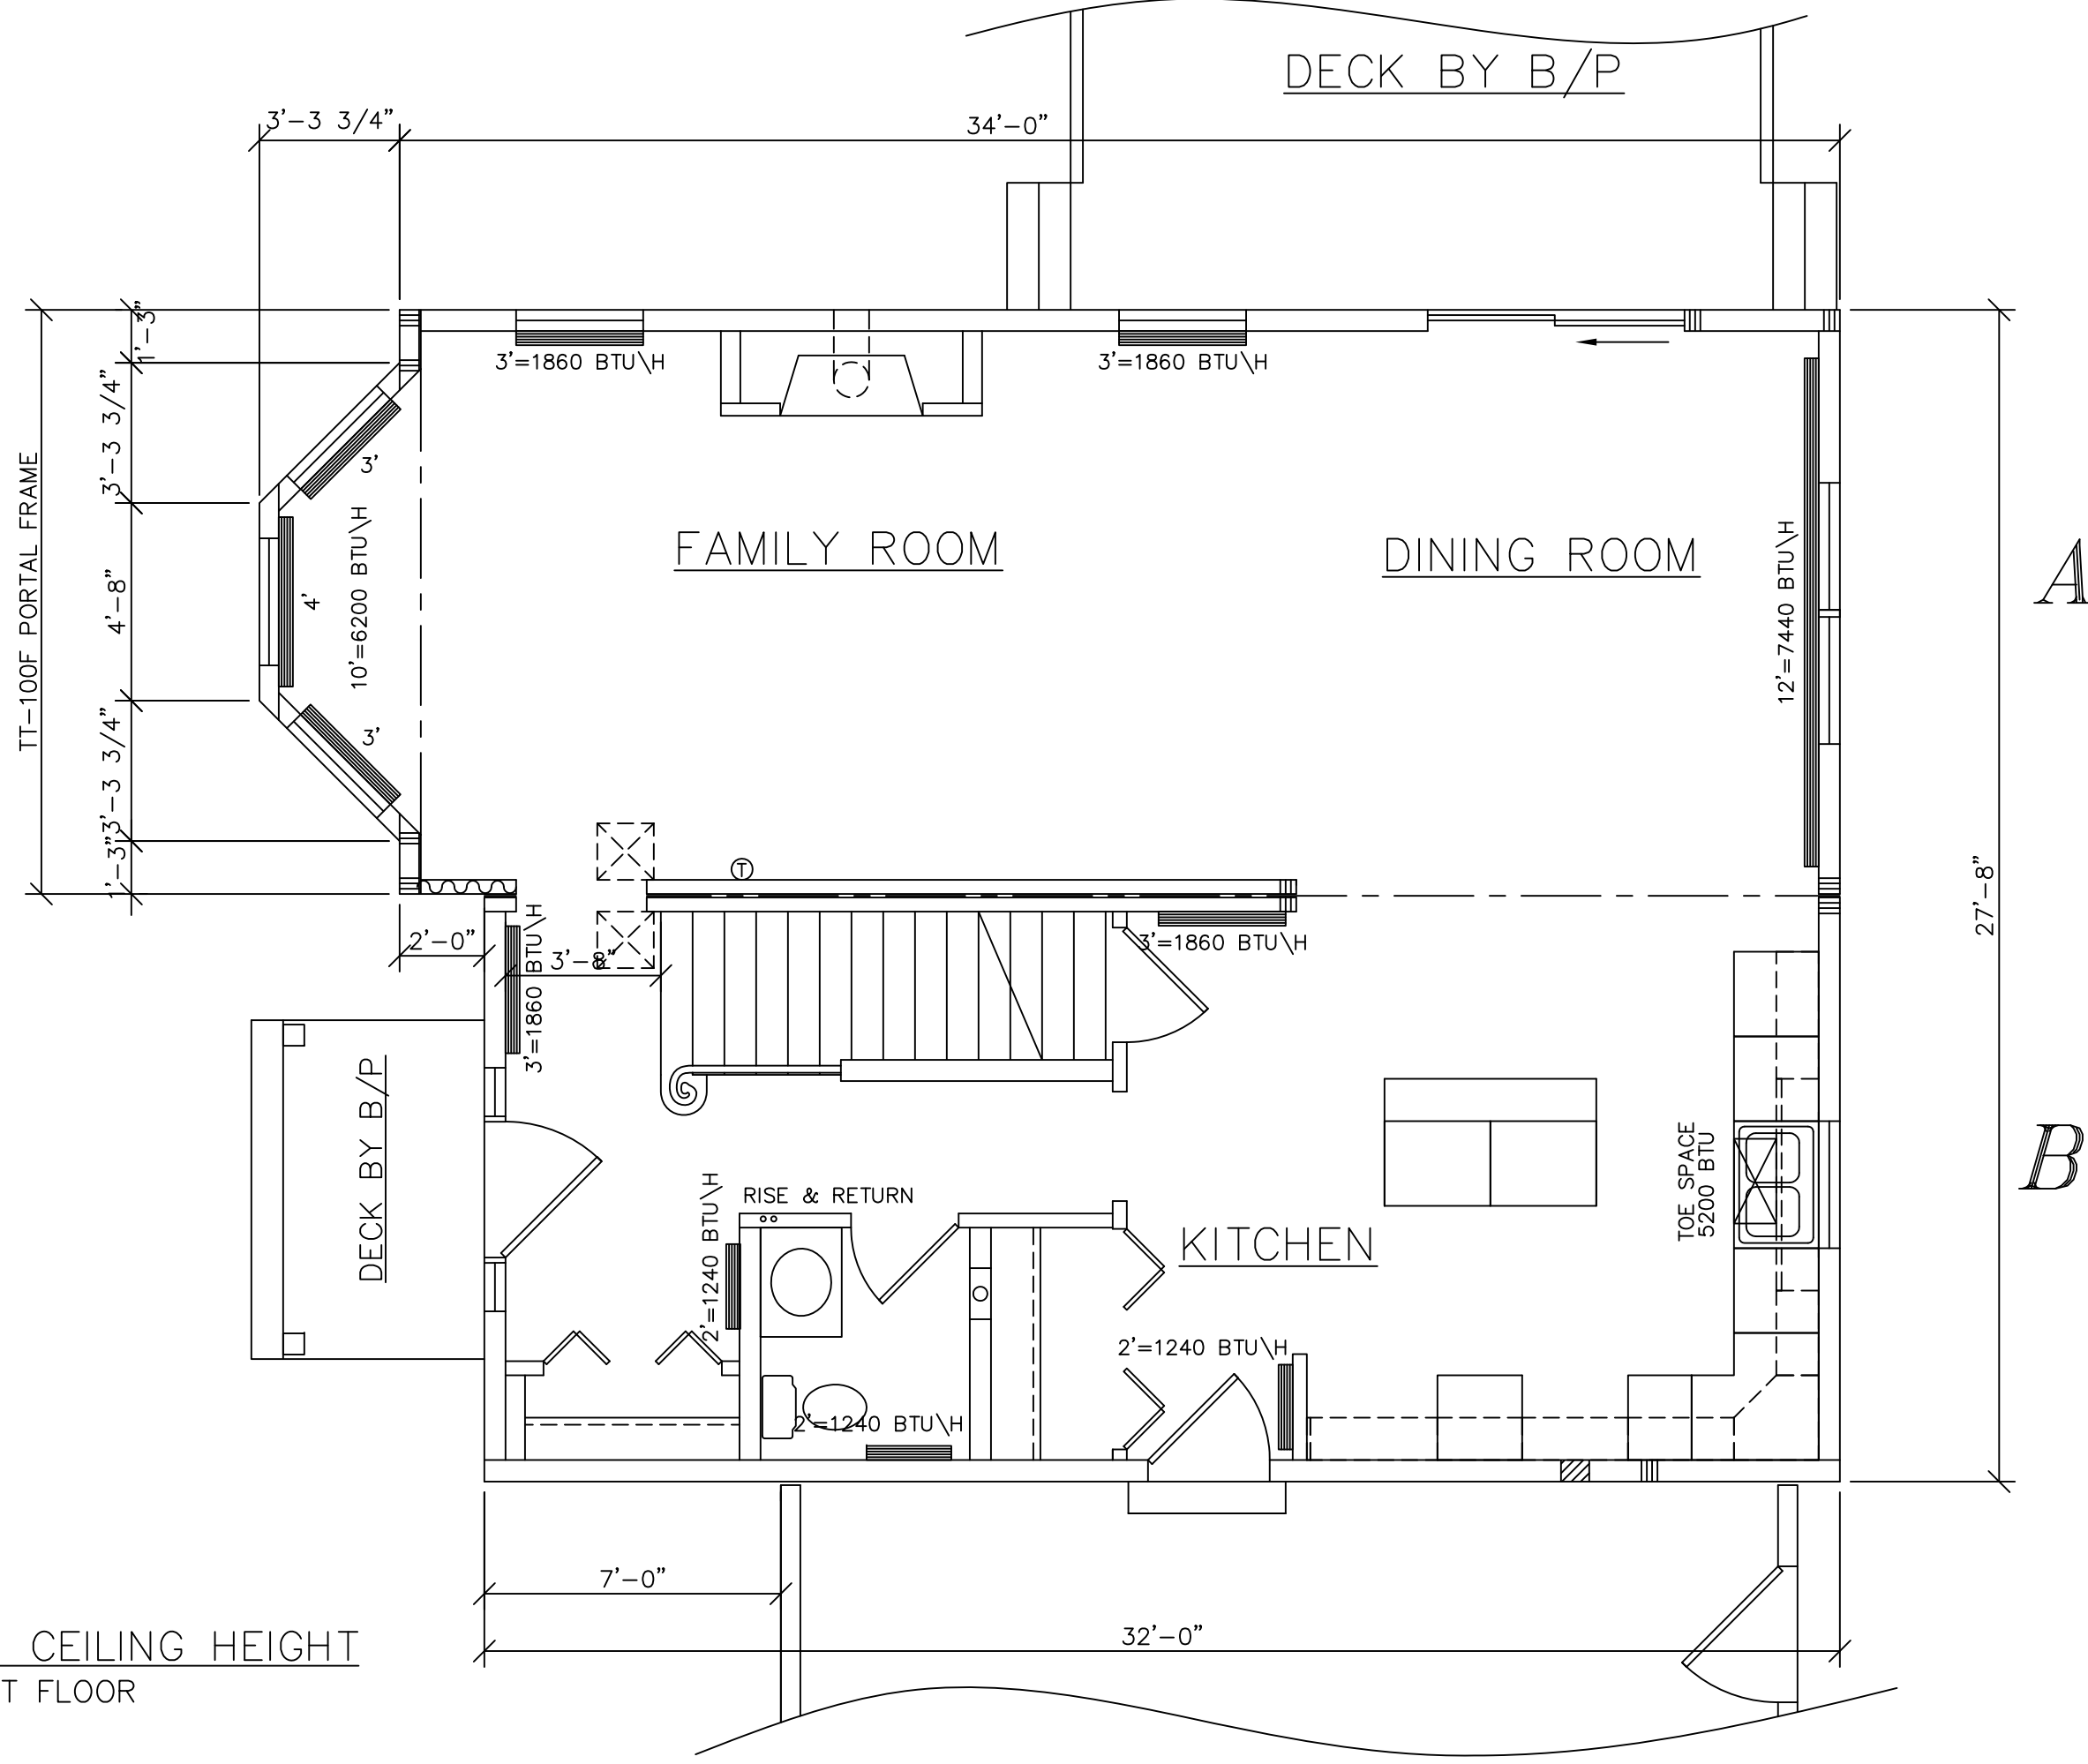 DECK BY B/P
3'-3 3/4"
34'-0"
1'-3"
3'=1860 BTU\H
3'=1860 BTU\H
3'-3 3/4"
3'
TT-100F PORTAL FRAME
4'-8"
4'
10'=6200 BTU\H
FAMILY ROOM
DINING ROOM
12'=7440 BTU\H
A
3'-3 3/4"
3'
1'-3"
T
27'-8"
2'-0"
3'=1860 BTU\H
3'-8"
3'=1860 BTU\H
DECK BY B/P
TOE SPACE
5200 BTU
B
2'=1240 BTU\H
RISE & RETURN
KITCHEN
2'=1240 BTU\H
2'=1240 BTU\H
7'-0"
32'-0"
CEILING HEIGHT
T FLOOR